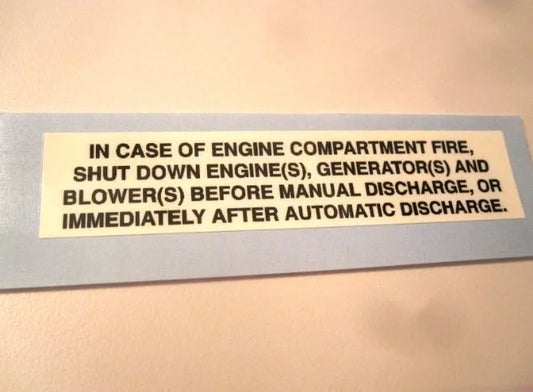 IN CASE OF ENGINE COMPARTMENT FIRE,
SHUT DOWN ENGINE(S), GENERATOR(S) AND
BLOWER(S) BEFORE MANUAL DISCHARGE, OR
IMMEDIATELY AFTER AUTOMATIC DISCHARGE.